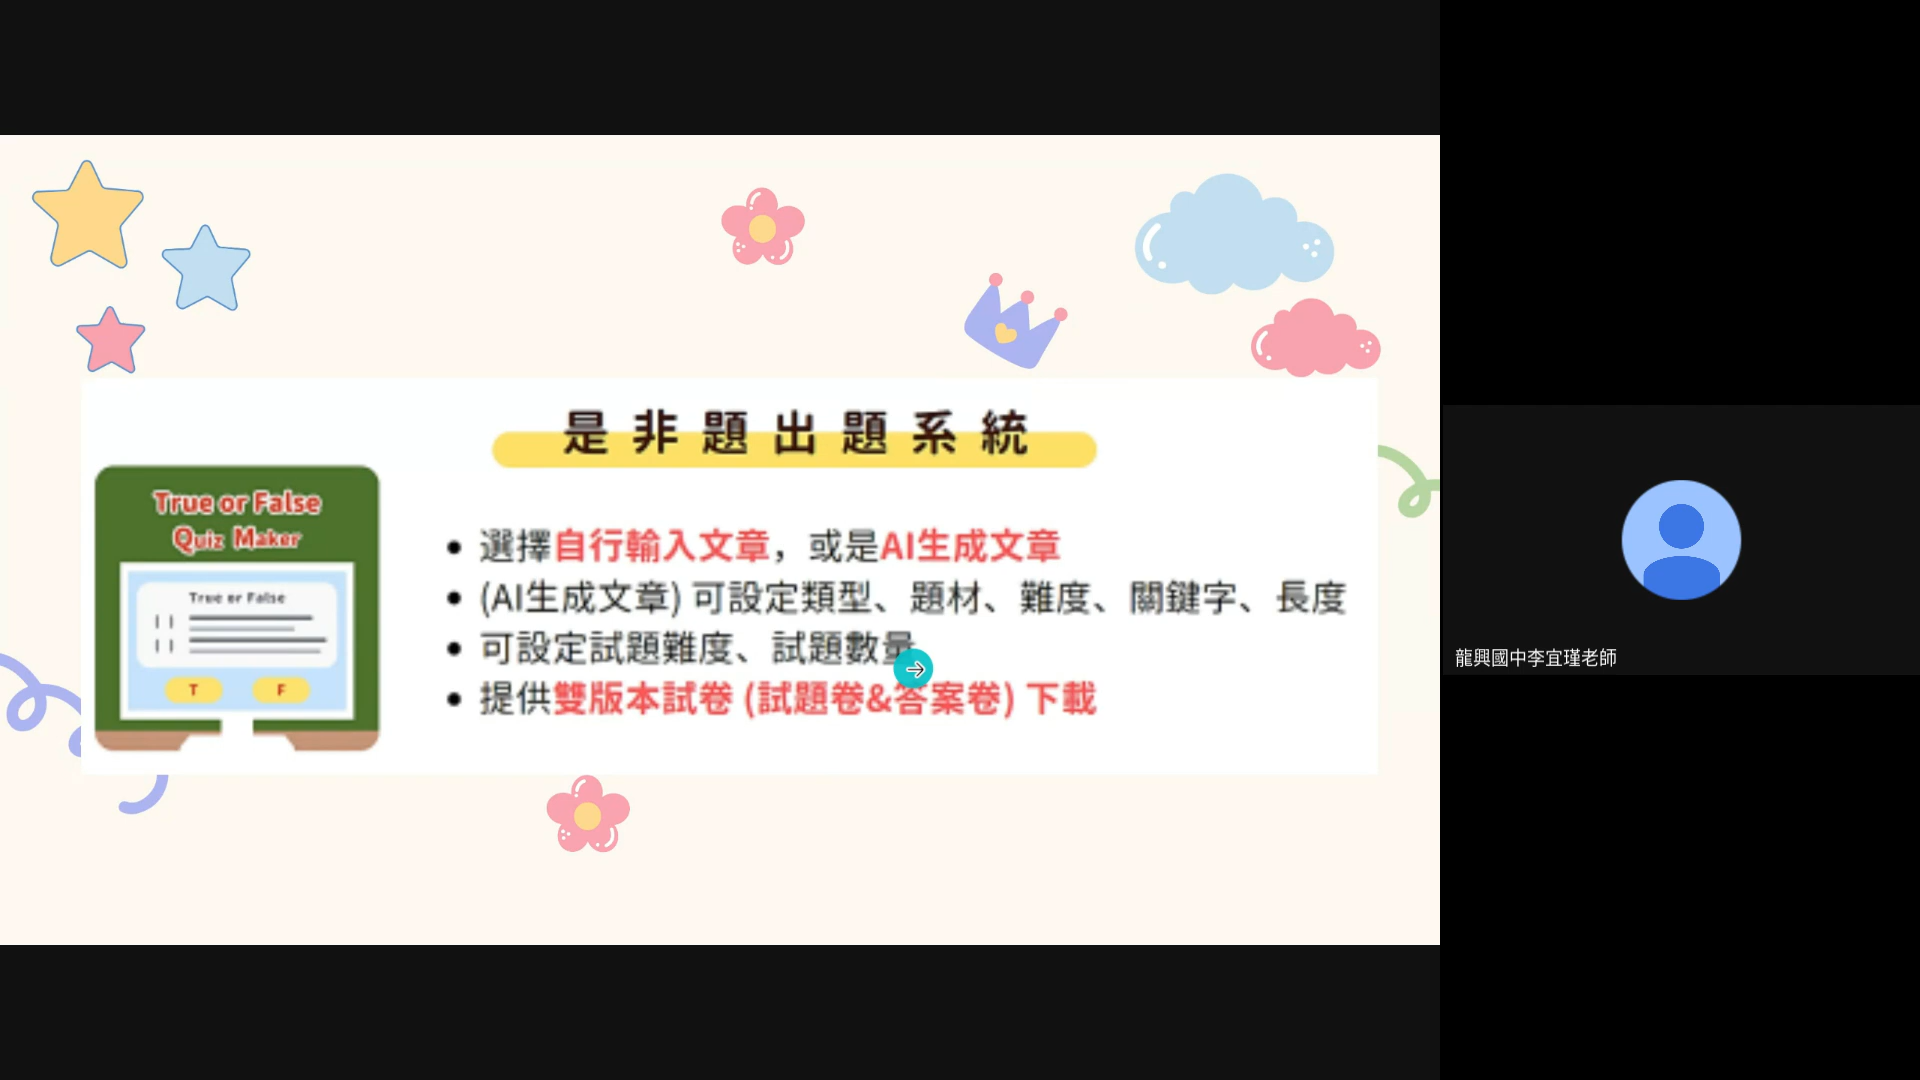 是非題出題系統
True or False
Quiz Maker
True or False
( )
( )
T F
• 選擇自行輸入文章，或是AI生成文章
• (AI生成文章) 可設定類型、題材、難度、關鍵字、長度
• 可設定試題難度、試題數量
• 提供雙版本試卷 (試題卷&答案卷) 下載
龍興國中李宜瑾老師